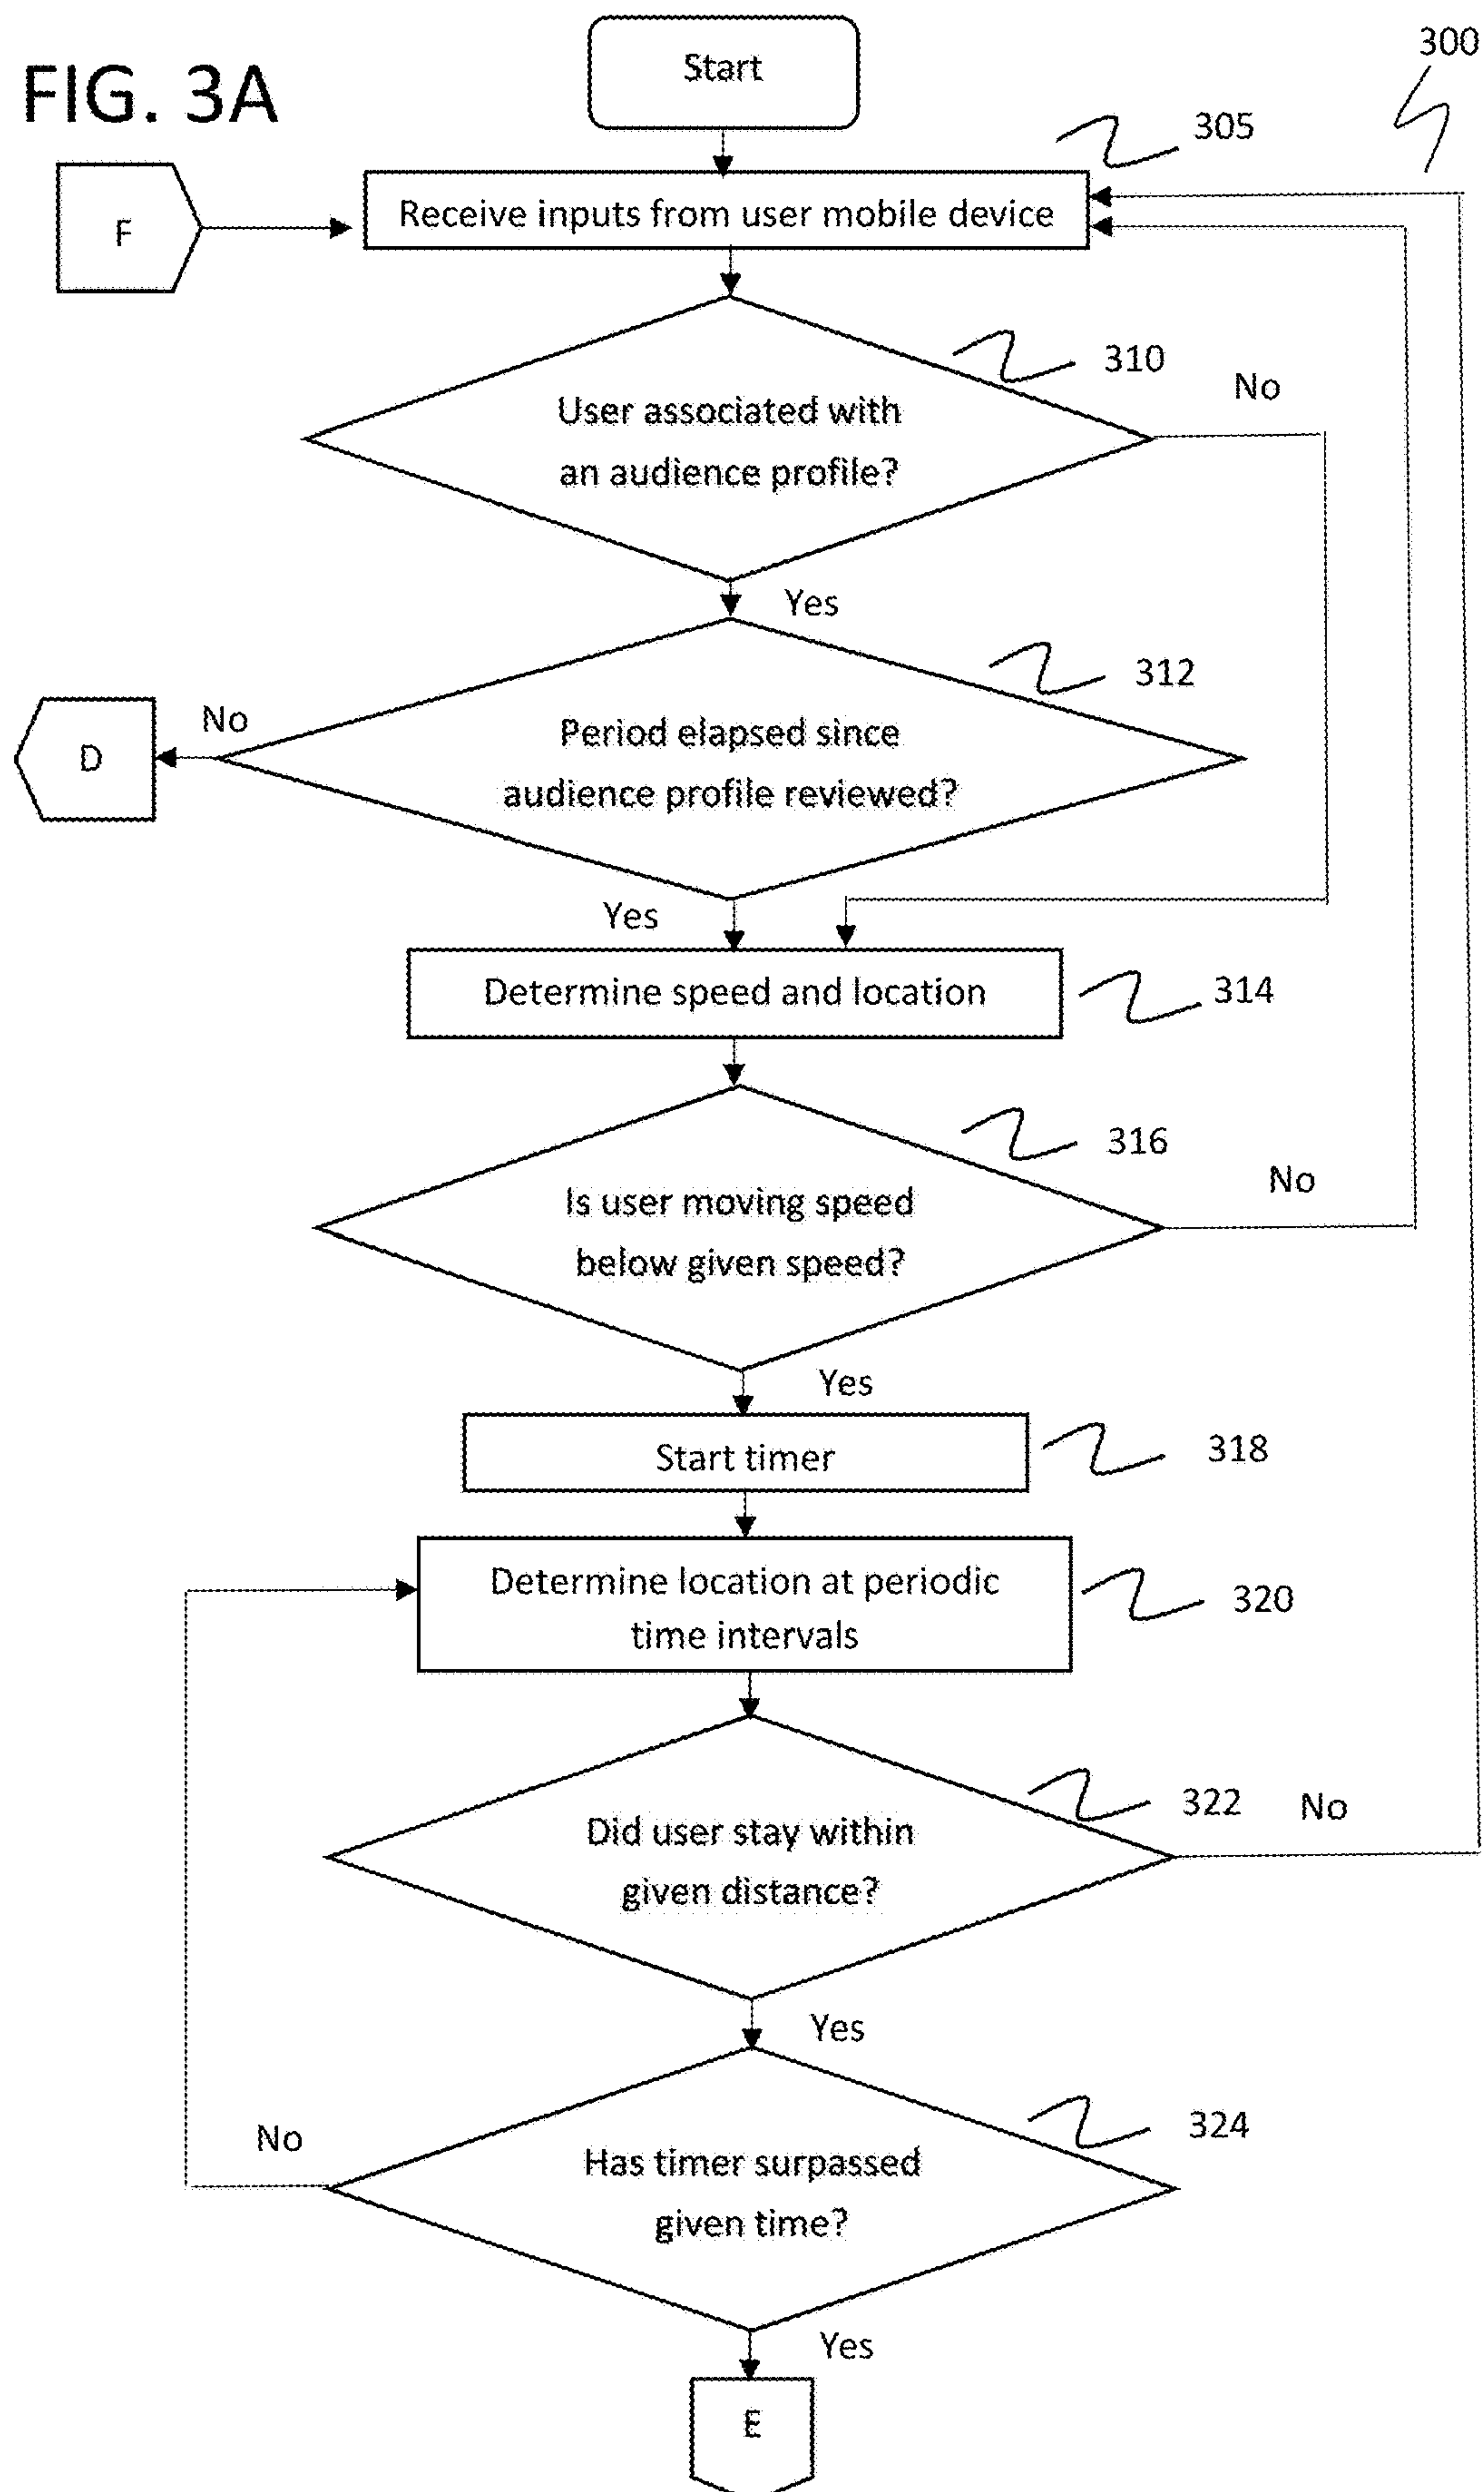 FIG. 3A
Start
300
305
F
Receive inputs from user mobile device
310
No
User associated with
an audience profile?
Yes
312
No
D
Period elapsed since
audience profile reviewed?
Yes
Determine speed and location
314
316
No
Is user moving speed
below given speed?
Yes
Start timer
318
Determine location at periodic
time intervals
320
322
No
Did user stay within
given distance?
Yes
324
No
Has timer surpassed
given time?
Yes
E